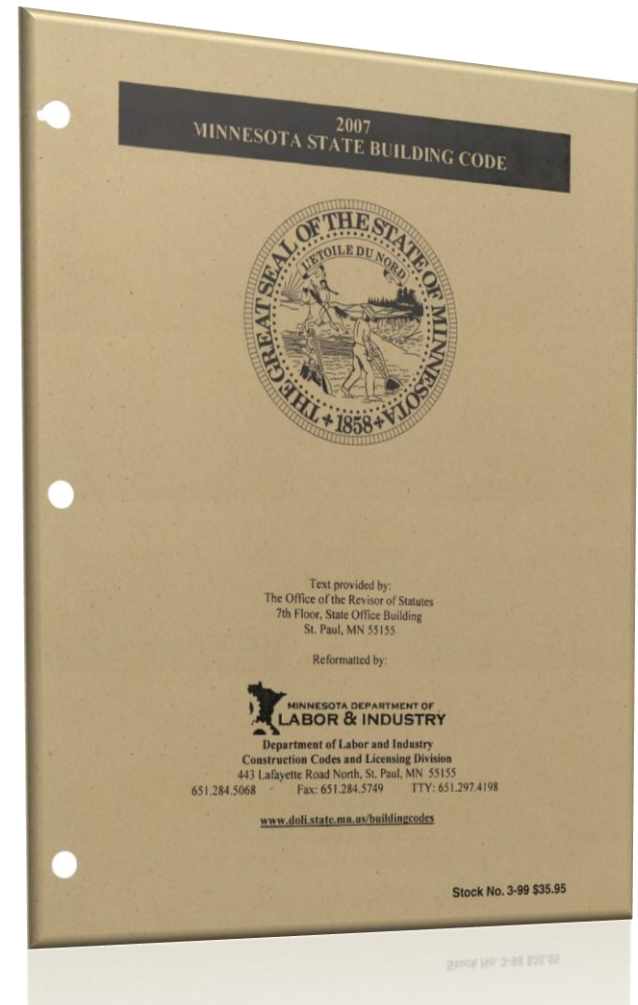 2007
MINNESOTA STATE BUILDING CODE
THE GREAT SEAL OF THE STATE OF MINNESOTA
L'ETOILE DU NORD
1858
Text provided by:
The Office of the Revisor of Statutes
7th Floor, State Office Building
St. Paul, MN 55155
Reformatted by:
MINNESOTA DEPARTMENT OF
LABOR & INDUSTRY
Department of Labor and Industry
Construction Codes and Licensing Division
443 Lafayette Road North, St. Paul, MN 55155
651.284.5068 Fax: 651.284.5749 TTY: 651.297.4198
www.doli.state.mn.us/buildingcodes
Stock No. 3-99 $35.95